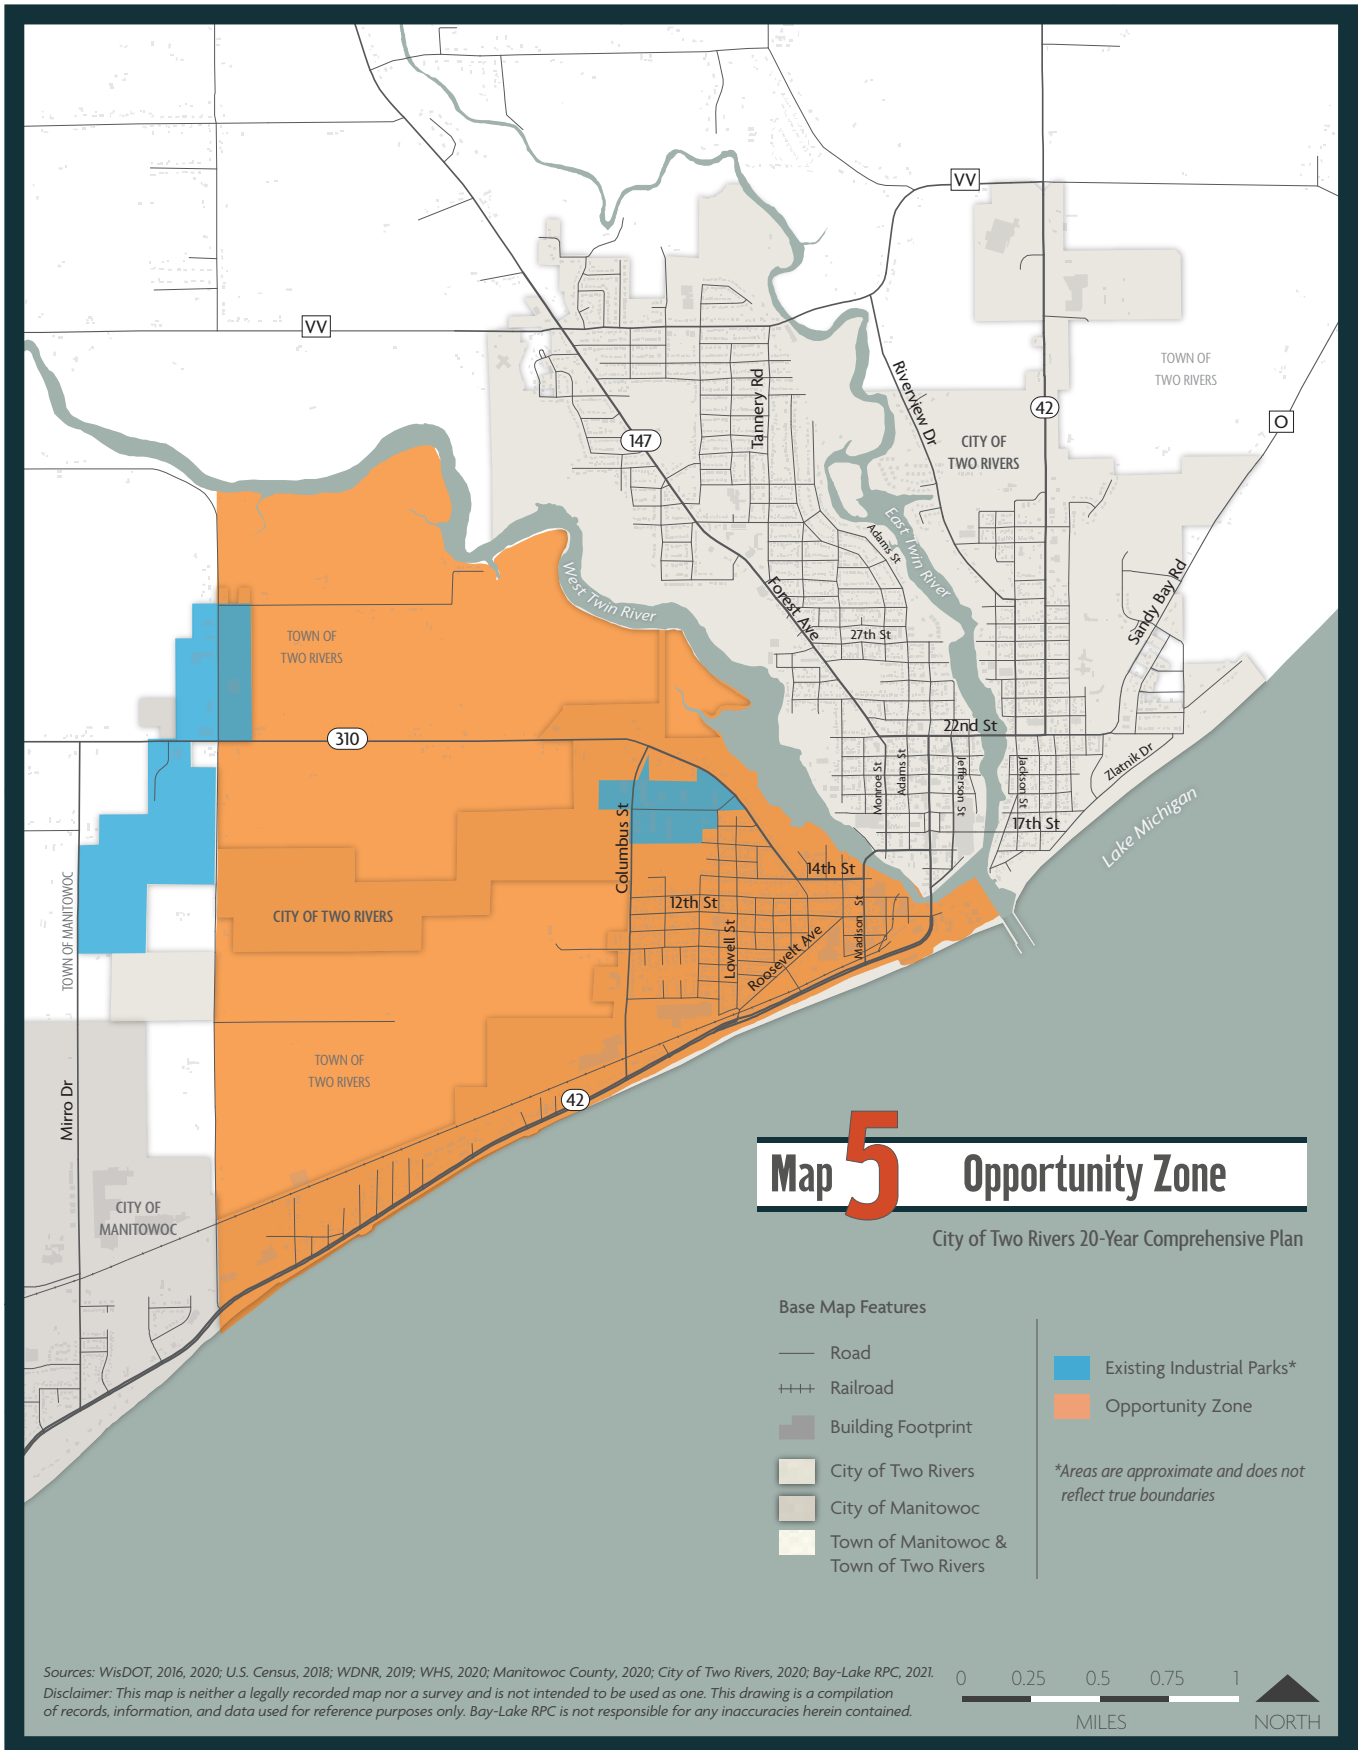 VV
VV
TOWN OF
TWO RIVERS
Riverview Dr
Tannery Rd
42
O
147
CITY OF
TWO RIVERS
East Twin River
Adams St
West Twin River
Forest Ave
Sandy Bay Rd
27th St
TOWN OF
TWO RIVERS
22nd St
310
Monroe St
Adams St
Jefferson St
Jackson St
Zlatnik Dr
17th St
Lake Michigan
Columbus St
14th St
12th St
Madison St
Lowell St
Roosevelt Ave
TOWN OF MANITOWOC
CITY OF TWO RIVERS
TOWN OF
TWO RIVERS
Mirro Dr
42
CITY OF
MANITOWOC
Map 5 Opportunity Zone
City of Two Rivers 20-Year Comprehensive Plan
Base Map Features
Road
Railroad
Building Footprint
City of Two Rivers
City of Manitowoc
Town of Manitowoc &
Town of Two Rivers
Existing Industrial Parks*
Opportunity Zone
*Areas are approximate and does not
reflect true boundaries
Sources: WisDOT, 2016, 2020; U.S. Census, 2018; WDNR, 2019; WHS, 2020; Manitowoc County, 2020; City of Two Rivers, 2020; Bay-Lake RPC, 2021.
Disclaimer: This map is neither a legally recorded map nor a survey and is not intended to be used as one. This drawing is a compilation
of records, information, and data used for reference purposes only. Bay-Lake RPC is not responsible for any inaccuracies herein contained.
0 0.25 0.5 0.75 1
MILES
NORTH